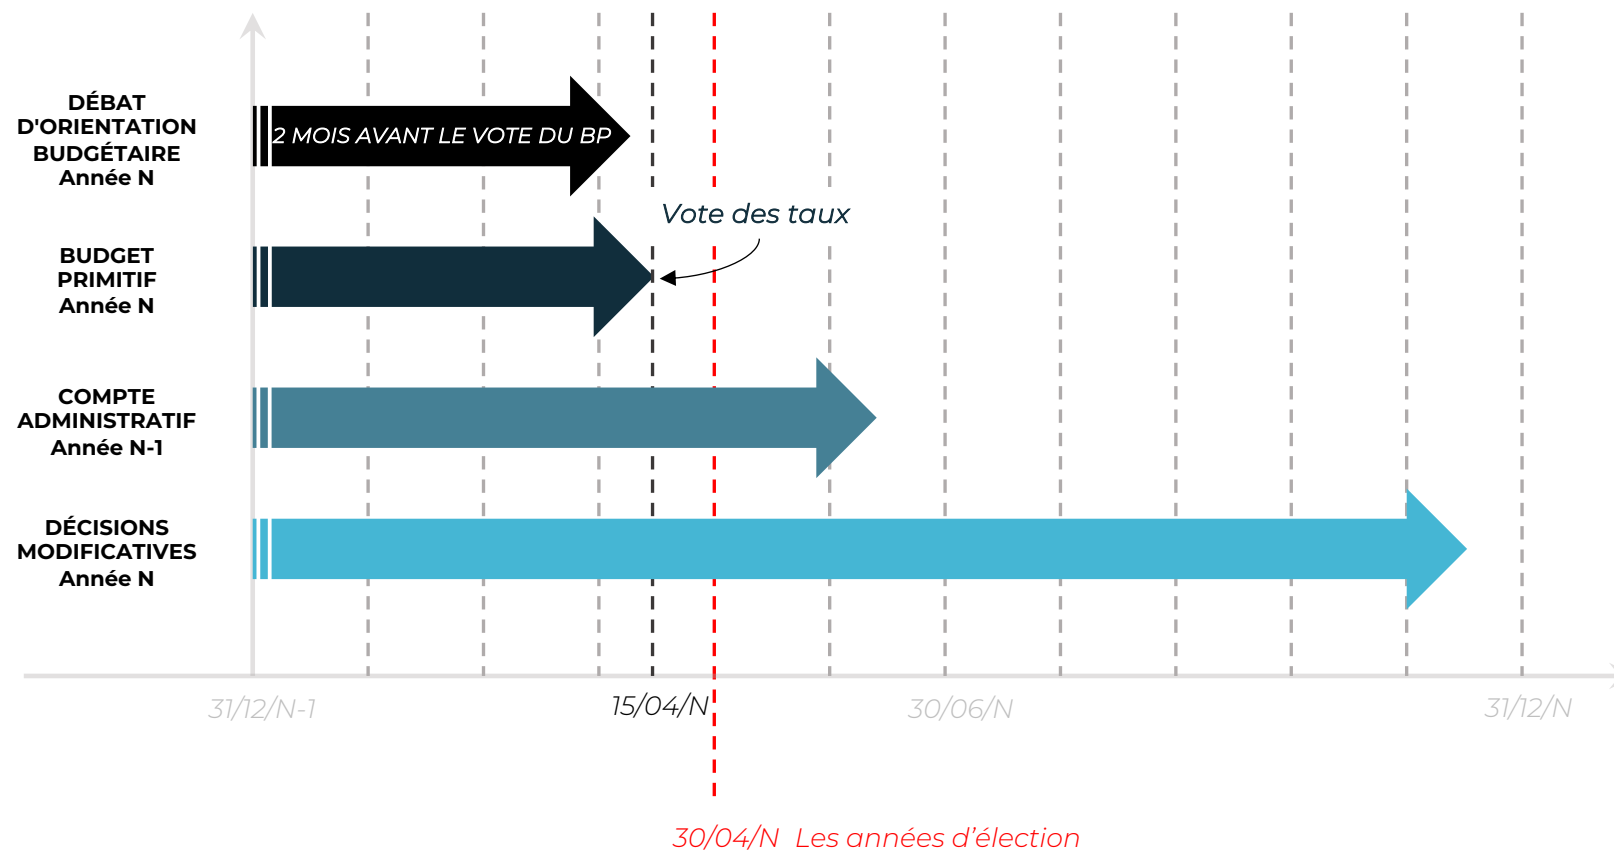 DÉBAT
D'ORIENTATION
BUDGÉTAIRE
Année N
2 MOIS AVANT LE VOTE DU BP
Vote des taux
BUDGET
PRIMITIF
Année N
COMPTE
ADMINISTRATIF
Année N-1
DÉCISIONS
MODIFICATIVES
Année N
31/12/N-1
15/04/N
30/06/N
31/12/N
30/04/N Les années d’élection